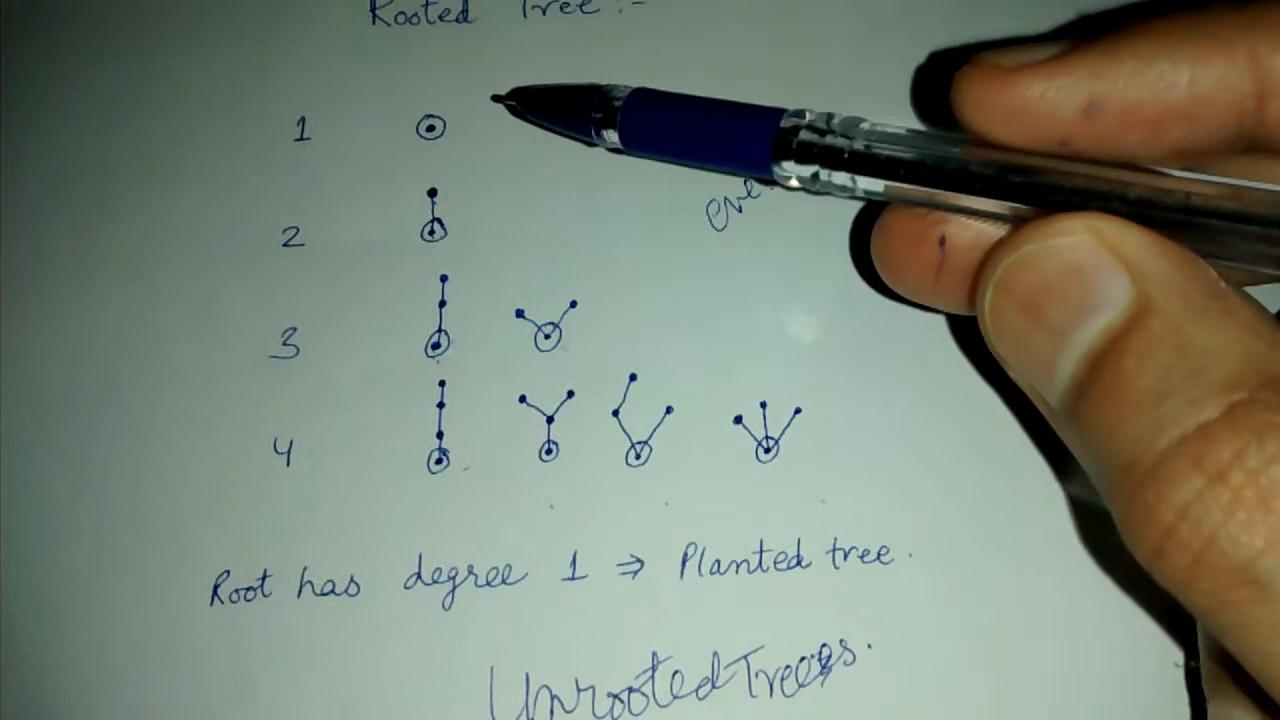 Rooted Tree :-
1
2
3
4
Root has degree 1 ⇒ Planted tree.
Unrooted Trees.